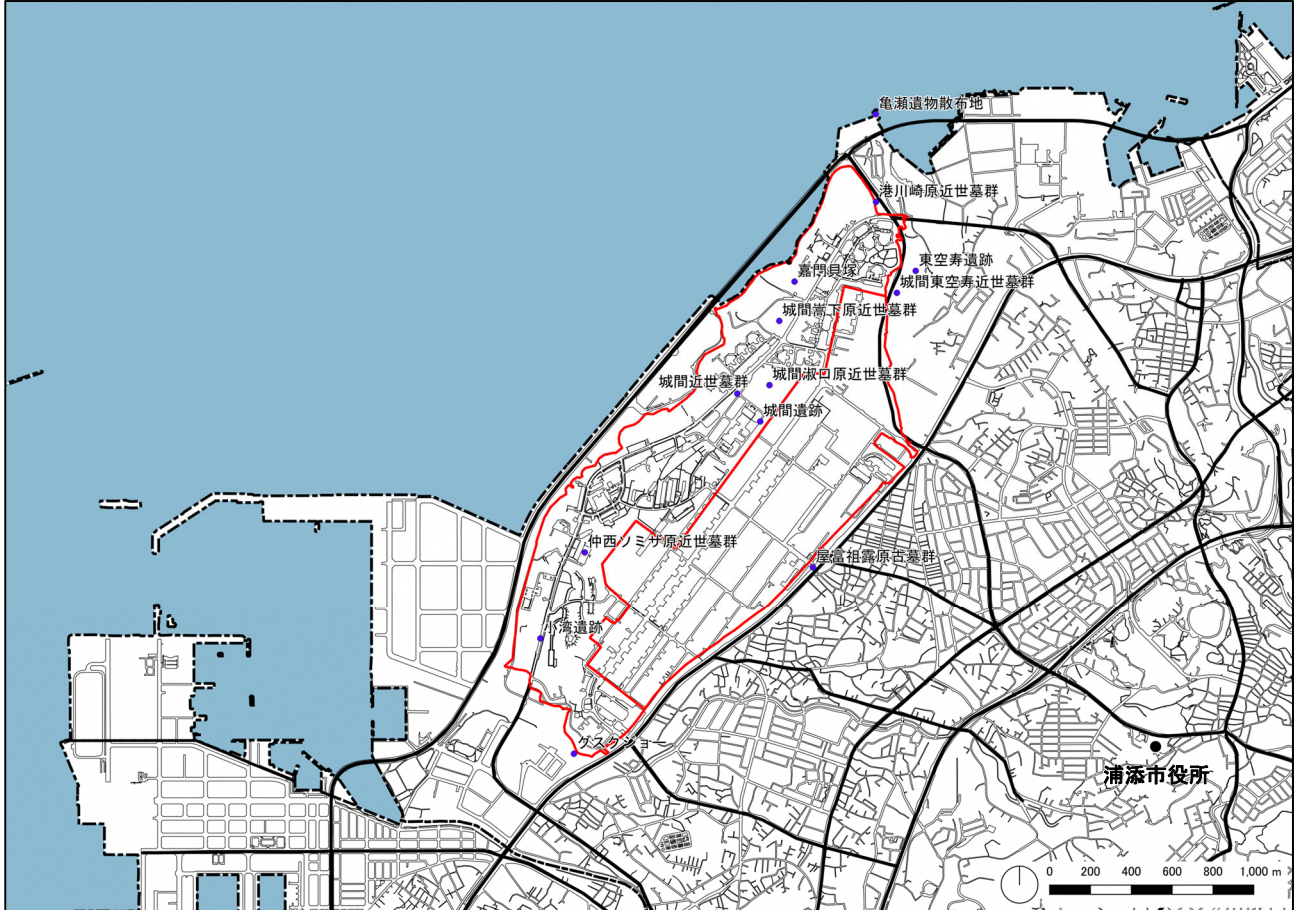 亀瀬遺物散布地
港川崎原近世墓群
東空寿遺跡
嘉門貝塚
城間東空寿近世墓群
城間嵩下原近世墓群
城間淑口原近世墓群
城間近世墓群
城間遺跡
仲西ソミザ原近世墓群
屋富祖露原古墓群
小湾遺跡
グスクジョー
浦添市役所
0 200 400 600 800 1,000 m